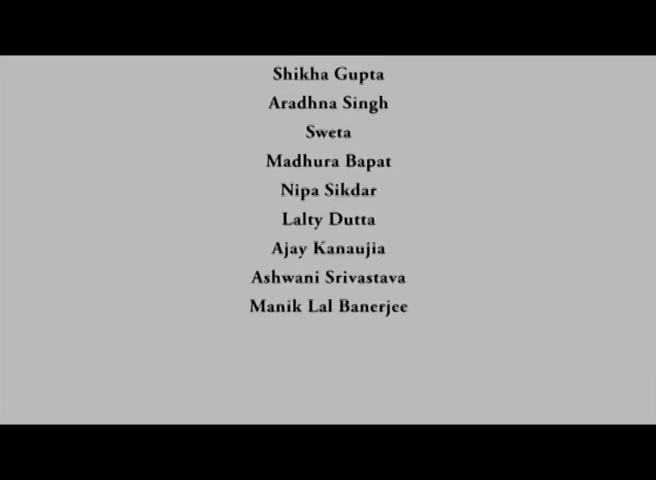 Shikha Gupta
Aradhna Singh
Sweta
Madhura Bapat
Nipa Sikdar
Lalty Dutta
Ajay Kanaujia
Ashwani Srivastava
Manik Lal Banerjee